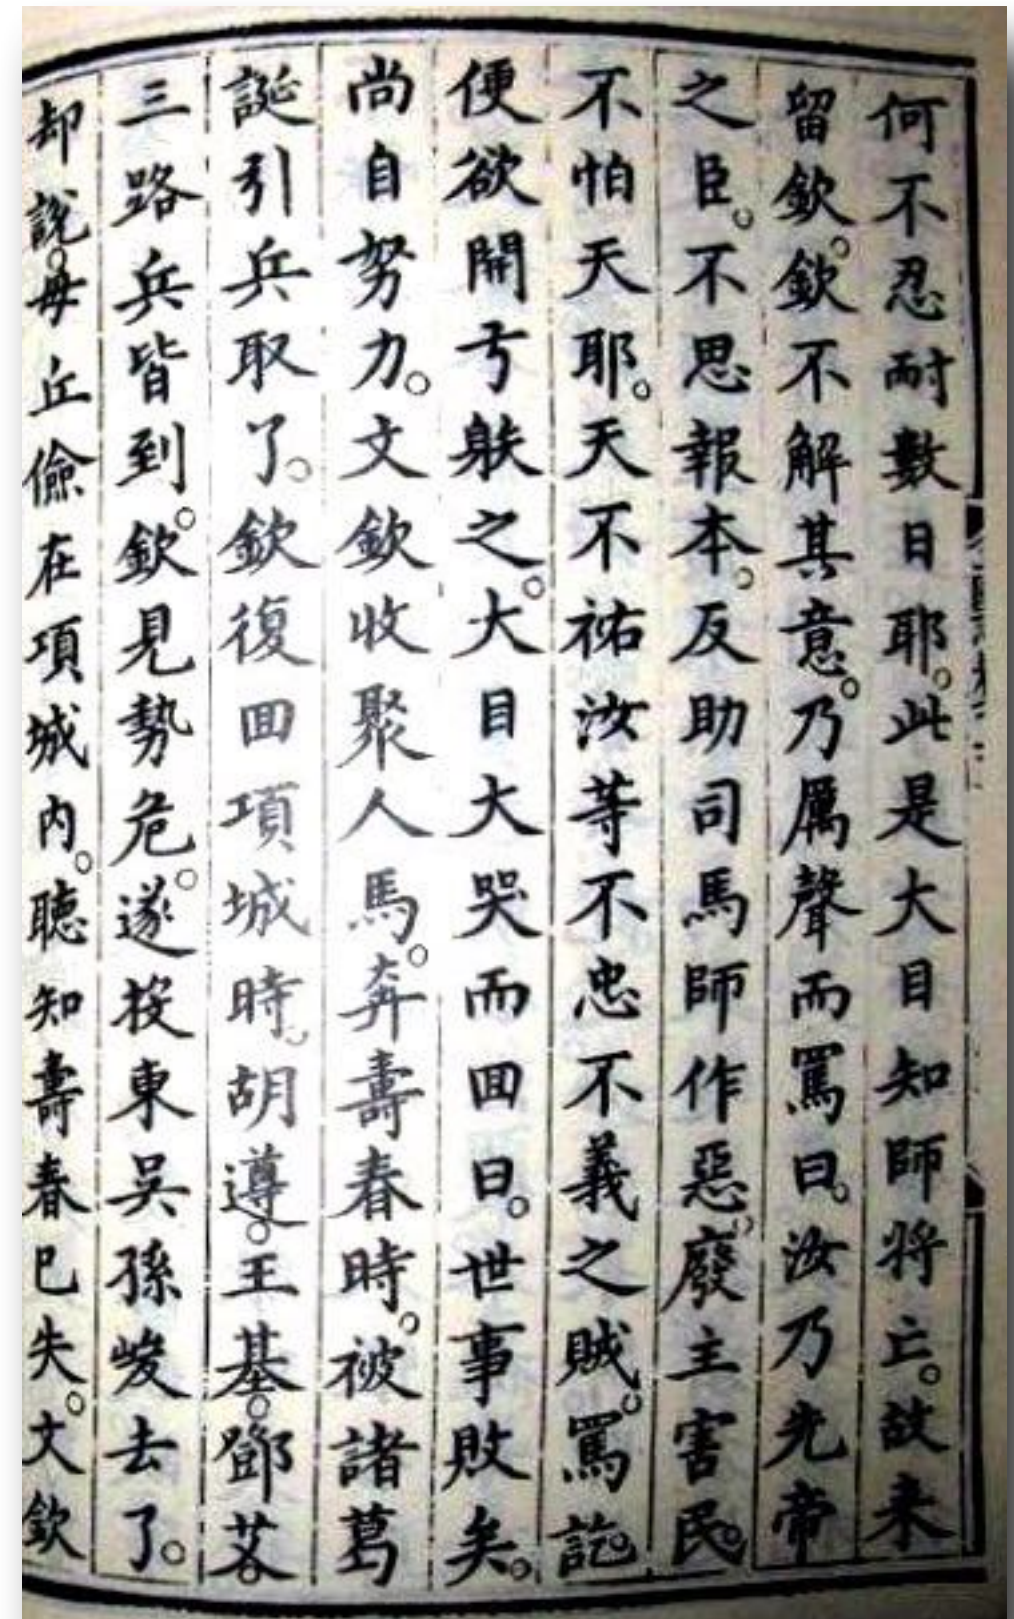 何不忍耐數日耶。此是大目知師將亡。故来
留欽。欽不解其意。乃厲聲而罵曰。汝乃先帝
之臣。不思報本。反助司馬師作惡。廢主害民。
不怕天耶。天不祐汝等不忠不義之賊。罵訖。
便欲開弓躲之。大目大哭而回曰。世事敗矣。
尚自努力。文欽收聚人馬。奔壽春時。被諸葛
誕引兵取了。欽復回項城時。胡遵。王基。鄧艾。
三路兵皆到。欽見勢危。遂投東吳孫峻去了。
却說。毋丘儉在項城內。聽知壽春已失。文欽